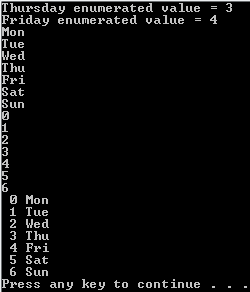 Thursday enumerated value = 3
Friday enumerated value = 4
Mon
Tue
Wed
Thu
Fri
Sat
Sun
0
1
2
3
4
5
6
 0 Mon
 1 Tue
 2 Wed
 3 Thu
 4 Fri
 5 Sat
 6 Sun
Press any key to continue . . .